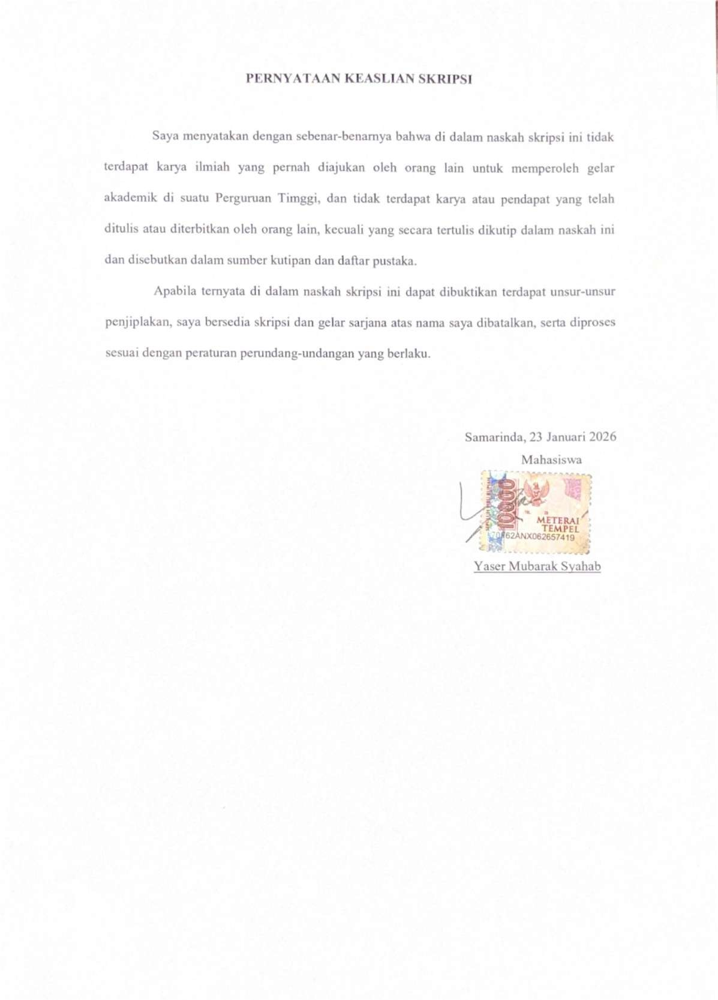 PERNYATAAN KEASLIAN SKRIPSI
Saya menyatakan dengan sebenar-benarnya bahwa di dalam naskah skripsi ini tidak
terdapat karya ilmiah yang pernah diajukan oleh orang lain untuk memperoleh gelar
akademik di suatu Perguruan Timggi, dan tidak terdapat karya atau pendapat yang telah
ditulis atau diterbitkan oleh orang lain, kecuali yang secara tertulis dikutip dalam naskah ini
dan disebutkan dalam sumber kutipan dan daftar pustaka.
Apabila ternyata di dalam naskah skripsi ini dapat dibuktikan terdapat unsur-unsur
penjiplakan, saya bersedia skripsi dan gelar sarjana atas nama saya dibatalkan, serta diproses
sesuai dengan peraturan perundang-undangan yang berlaku.
Samarinda, 23 Januari 2026
Mahasiswa
10000
METERAI
TEMPEL
62ANX062657419
Yaser Mubarak Syahab